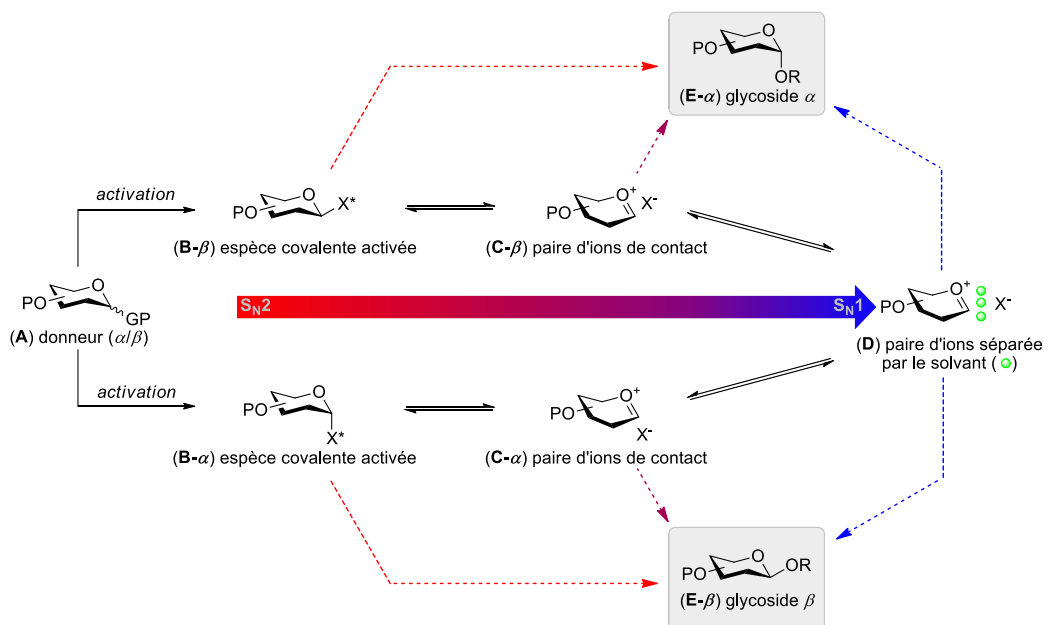 PO
O
OR
(E-α) glycoside α
activation
PO
O
X*
(B-β) espèce covalente activée
PO
O+
X-
(C-β) paire d'ions de contact
PO
O
GP
(A) donneur (α/β)
SN2
SN1
PO
O+
X-
(D) paire d'ions séparée
par le solvant ( )
activation
PO
O
X*
(B-α) espèce covalente activée
PO
O+
X-
(C-α) paire d'ions de contact
PO
O
OR
(E-β) glycoside β